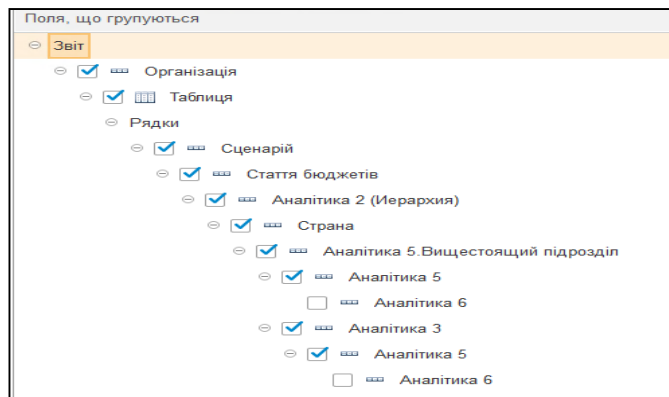 Поля, що групуються
Звіт
Організація
Таблиця
Рядки
Сценарій
Стаття бюджетів
Аналітика 2 (Иерархия)
Страна
Аналітика 5.Вищестоящий підрозділ
Аналітика 5
Аналітика 6
Аналітика 3
Аналітика 5
Аналітика 6